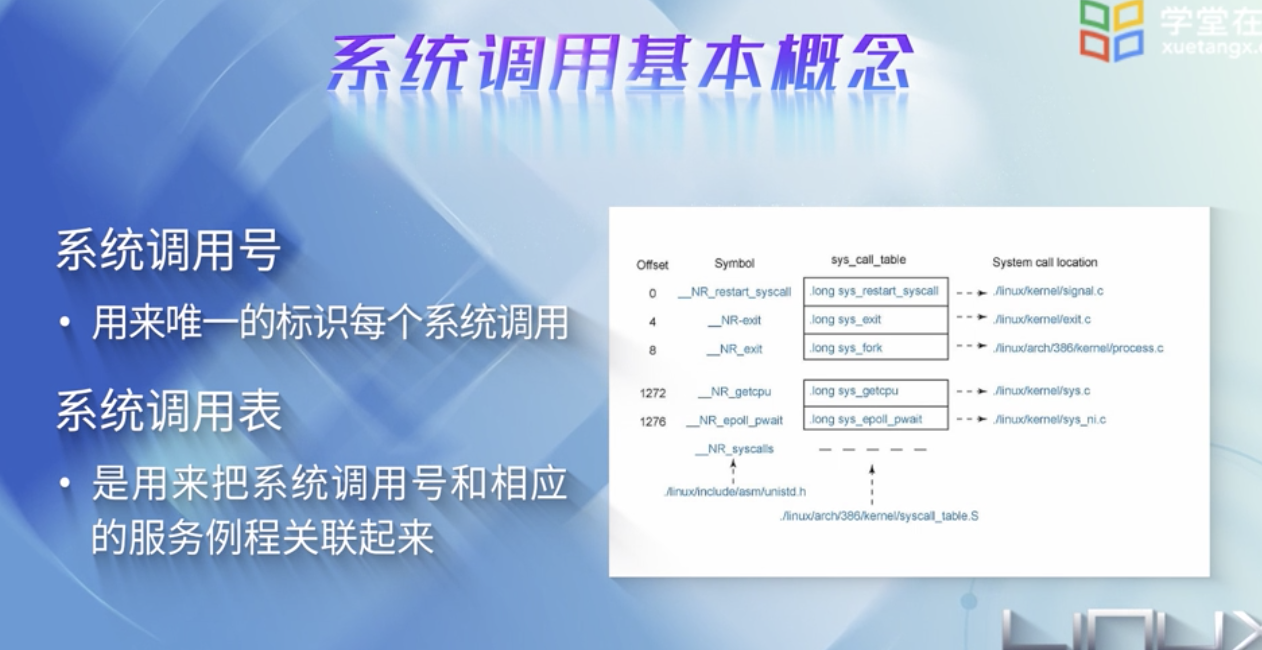 系统调用基本概念
学堂在
xuetangx.
系统调用号
• 用来唯一的标识每个系统调用
系统调用表
• 是用来把系统调用号和相应
的服务例程关联起来
Offset Symbol sys_call_table System call location
0 __NR_restart_syscall .long sys_restart_syscall ./linux/kernel/signal.c
4 __NR-exit .long sys_exit ./linux/kernel/exit.c
8 __NR_exit .long sys_fork ./linux/arch/386/kernel/process.c
1272 __NR_getcpu .long sys_getcpu ./linux/kernel/sys.c
1276 __NR_epoll_pwait .long sys_epoll_pwait ./linux/kernel/sys_ni.c
__NR_syscalls
./linux/include/asm/unistd.h
./linux/arch/386/kernel/syscall_table.S
LINUX